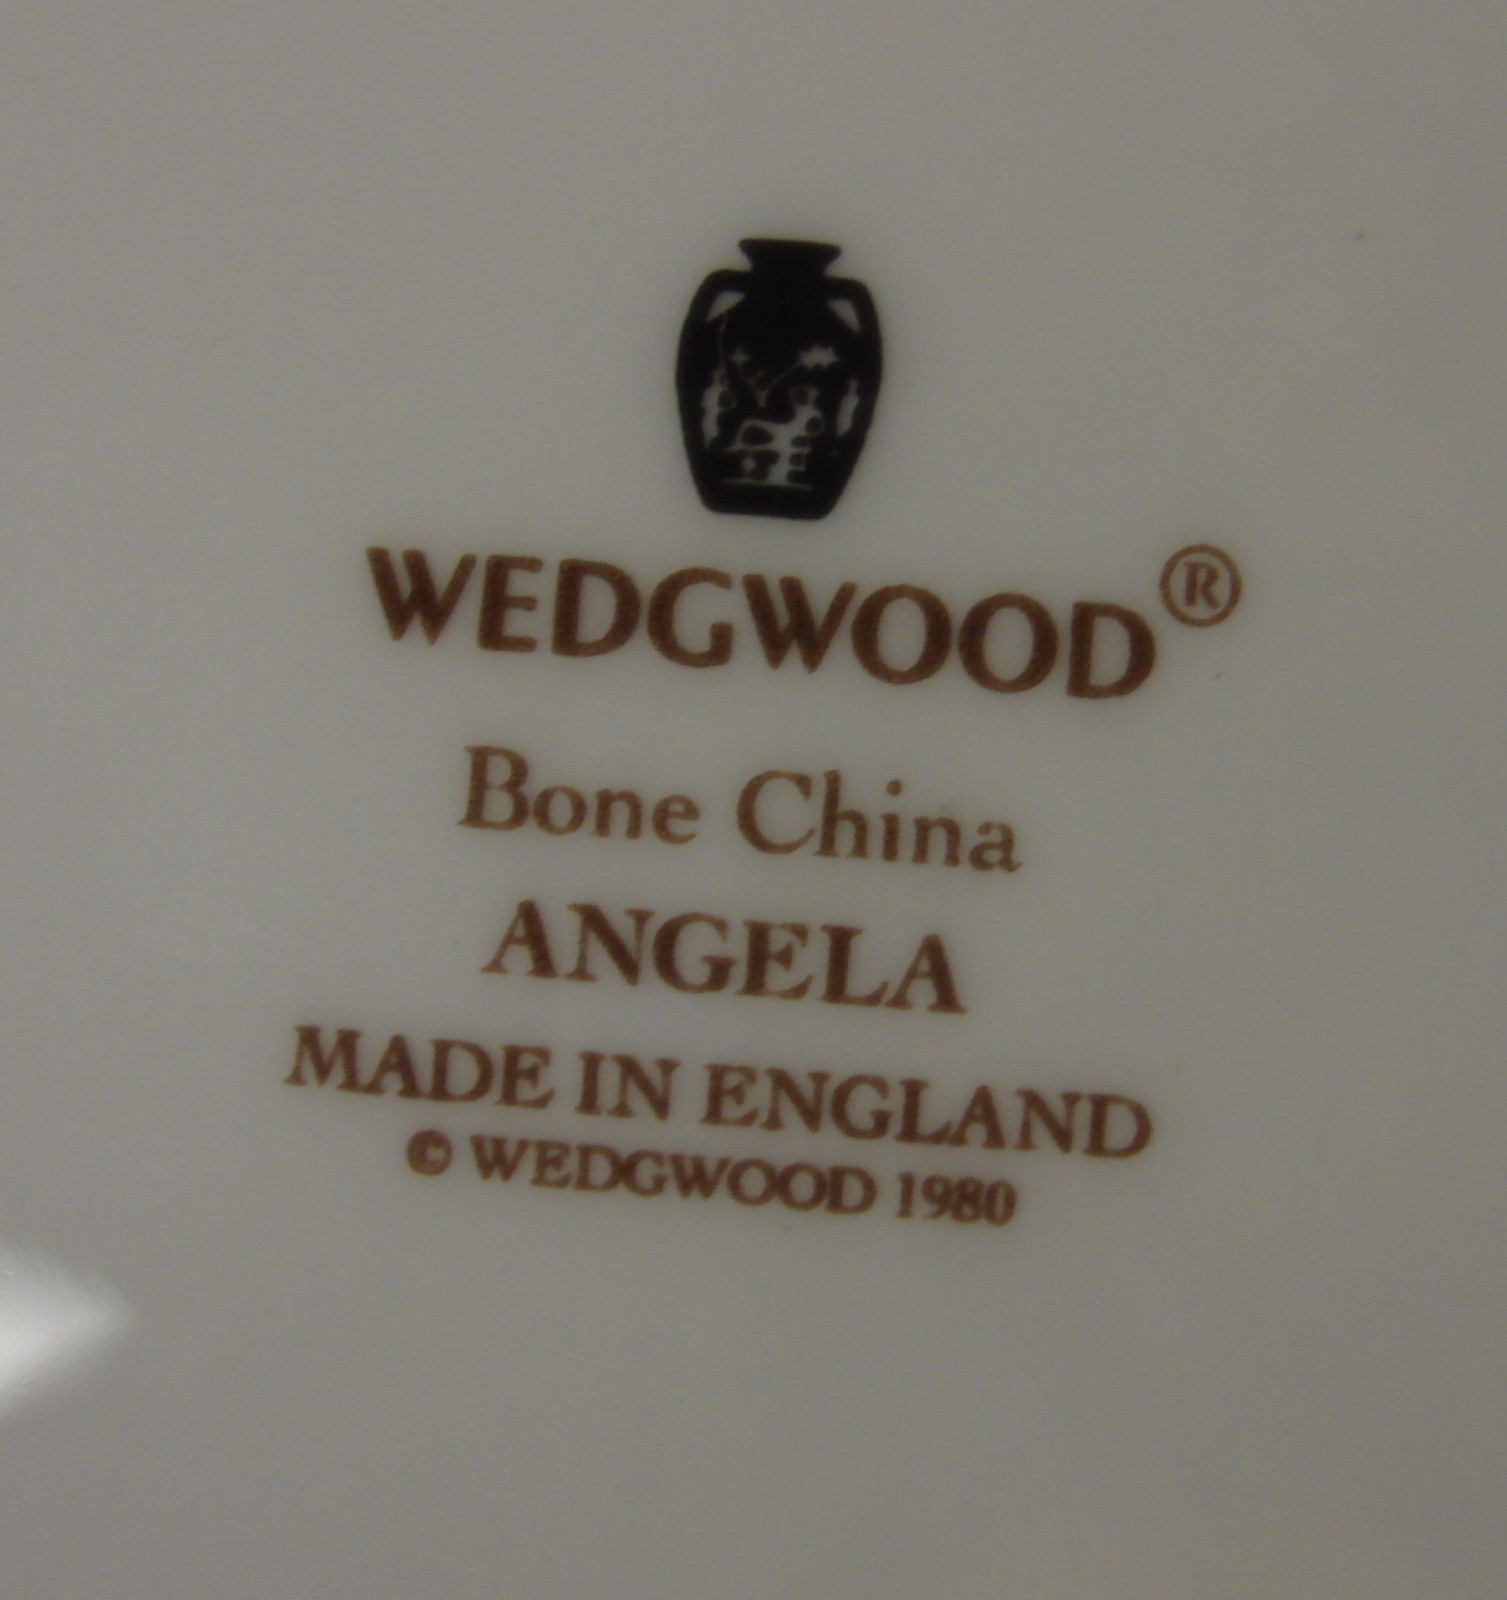 WEDGWOOD®
Bone China
ANGELA
MADE IN ENGLAND
© WEDGWOOD 1980